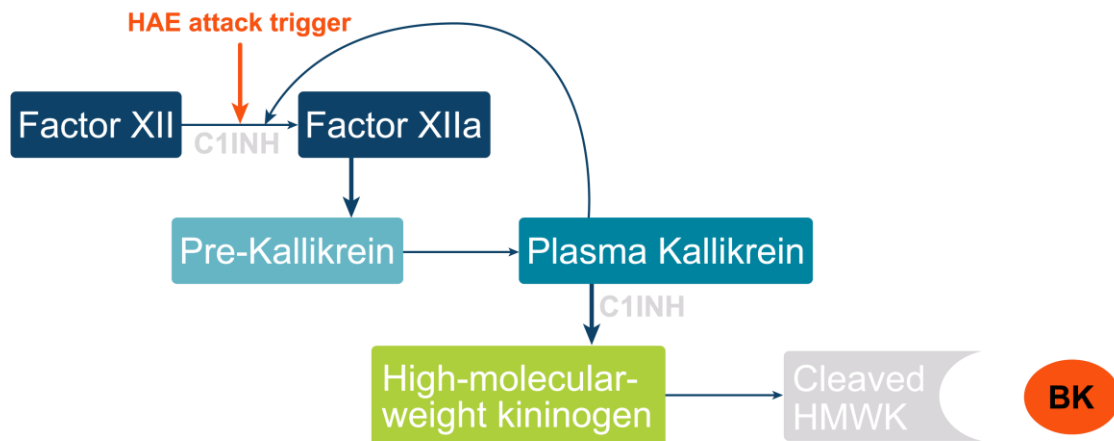 HAE attack trigger
Factor XII
C1INH
Factor XIIa
Pre-Kallikrein
Plasma Kallikrein
C1INH
High-molecular-
weight kininogen
Cleaved
HMWK
BK